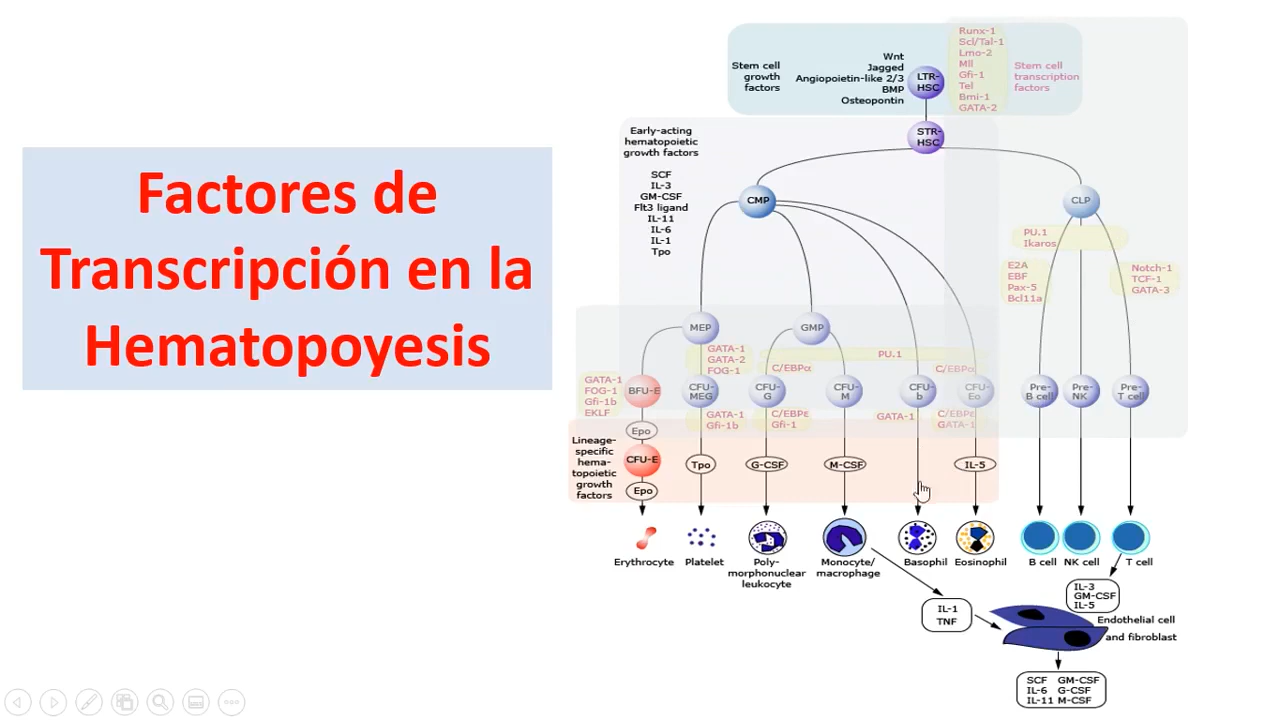 Factores de
Transcripción en la
Hematopoyesis
Stem cell
growth
factors
Wnt
Jagged
Angiopoietin-like 2/3
BMP
Osteopontin
LTR-
HSC
Runx-1
Scl/Tal-1
Lmo-2
Mll
Gfi-1
Tel
Bmi-1
GATA-2
Stem cell
transcription
factors
STR-
HSC
Early-acting
hematopoietic
growth factors
SCF
IL-3
GM-CSF
Flt3 ligand
IL-11
IL-6
IL-1
Tpo
CMP
CLP
PU.1
Ikaros
E2A
EBF
Pax-5
Bcl11a
Notch-1
TCF-1
GATA-3
MEP
GMP
GATA-1
GATA-2
FOG-1
PU.1
C/EBPα
C/EBPα
GATA-1
FOG-1
Gfi-1b
EKLF
BFU-E
CFU-
MEG
CFU-
G
CFU-
M
CFU-
b
CFU-
Eo
Pre-
B cell
Pre-
NK
Pre-
T cell
GATA-1
Gfi-1b
C/EBPε
Gfi-1
GATA-1
C/EBPε
GATA-1
Lineage-
specific
hema-
topoietic
growth
factors
Epo
CFU-E
Epo
Tpo
G-CSF
M-CSF
IL-5
Erythrocyte
Platelet
Poly-
morphonuclear
leukocyte
Monocyte/
macrophage
Basophil
Eosinophil
B cell
NK cell
T cell
IL-3
GM-CSF
IL-5
IL-1
TNF
Endothelial cell
and fibroblast
SCF GM-CSF
IL-6 G-CSF
IL-11 M-CSF